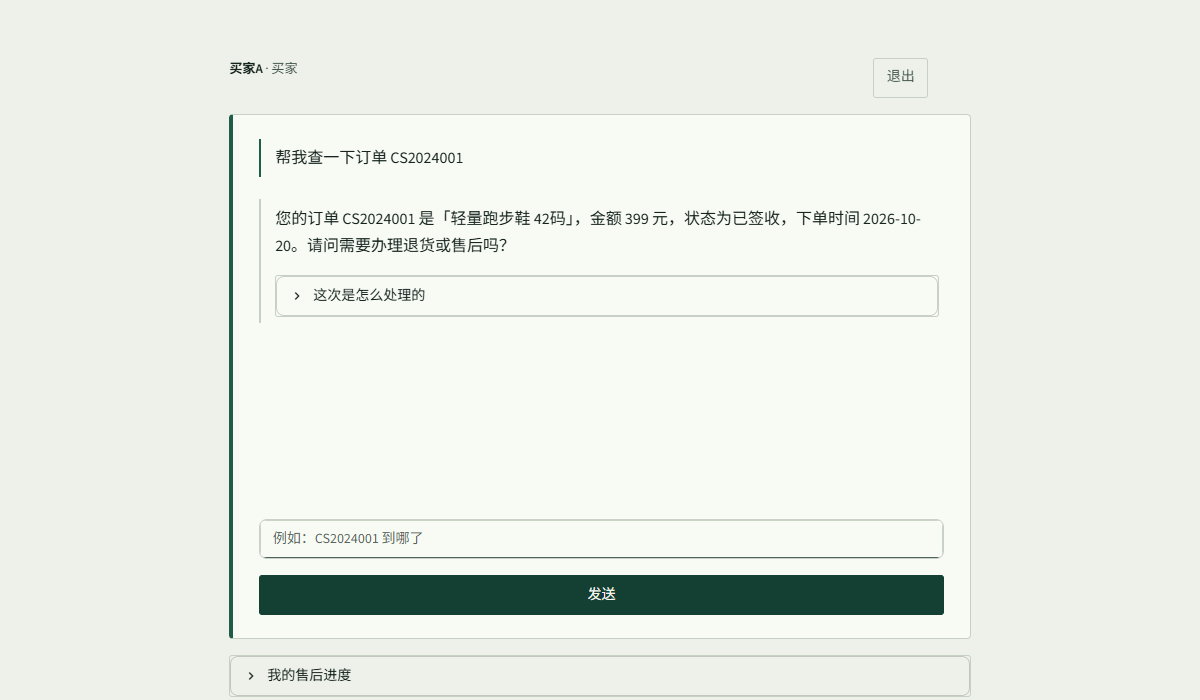 买家A · 买家
退出
帮我查一下订单 CS2024001
您的订单 CS2024001 是「轻量跑步鞋 42码」，金额 399 元，状态为已签收，下单时间 2026-10-
20。请问需要办理退货或售后吗？
这次是怎么处理的
例如：CS2024001 到哪了
发送
我的售后进度